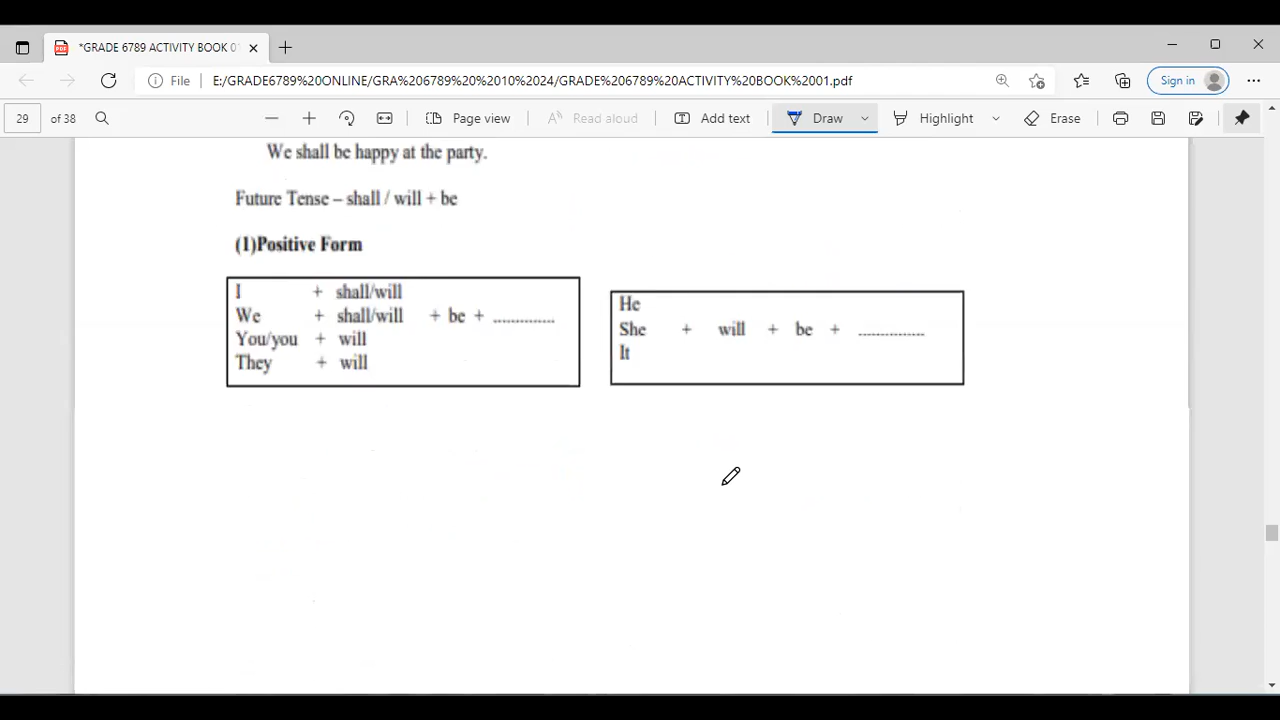 *GRADE 6789 ACTIVITY BOOK 0
File E:/GRADE6789%20ONLINE/GRA%206789%20%2010%2024/GRADE%206789%20ACTIVITY%20BOOK%2001.pdf Sign in
29 of 38 Page view Read aloud Add text Draw Highlight Erase
We shall be happy at the party.
Future Tense – shall / will + be
(1)Positive Form
I + shall/will
We + shall/will + be + ...............
You/you + will
They + will
He
She + will + be + ................
It